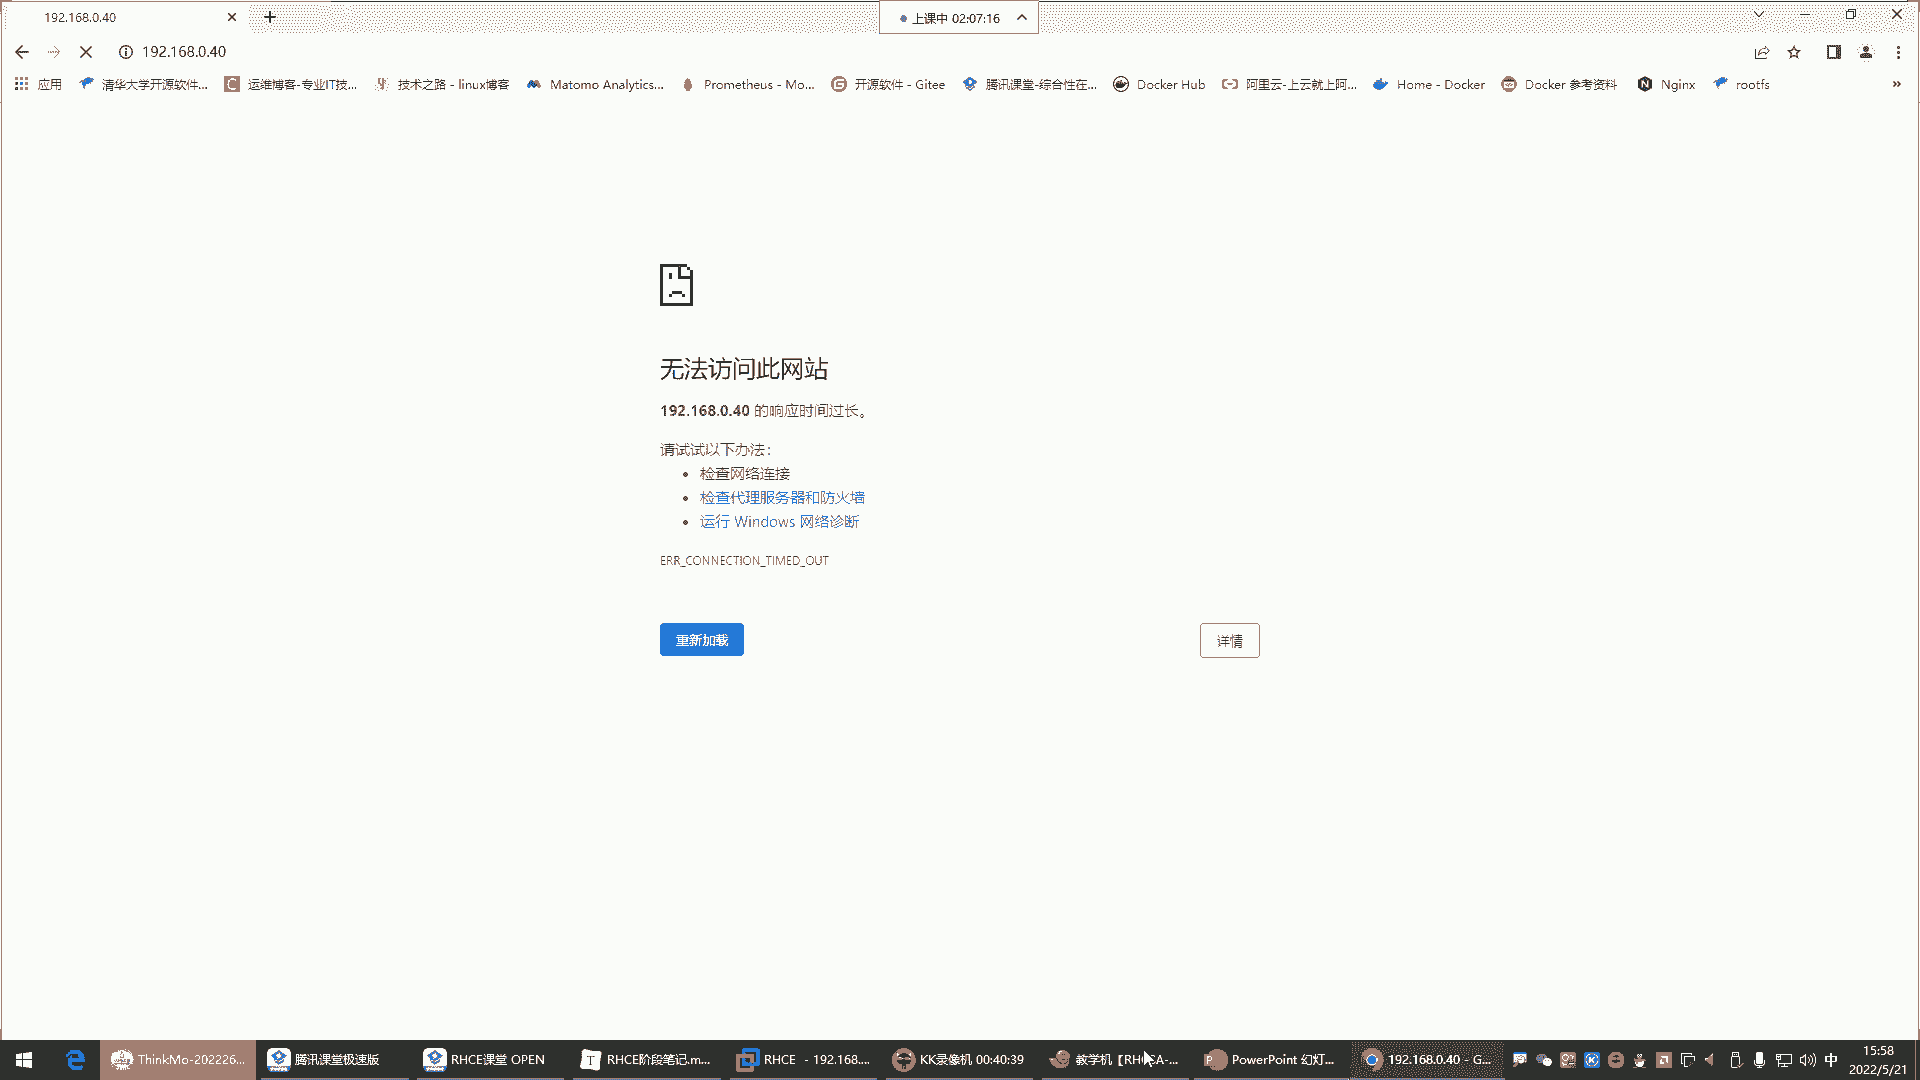 192.168.0.40
上课中 02:07:16
192.168.0.40
应用 清华大学开源软件... 运维博客-专业IT技... 技术之路 - linux博客 Matomo Analytics... Prometheus - Mo... 开源软件 - Gitee 腾讯课堂-综合性在... Docker Hub 阿里云-上云就上阿... Home - Docker Docker 参考资料 Nginx rootfs »
无法访问此网站
192.168.0.40 的响应时间过长。
请试试以下办法：
• 检查网络连接
• 检查代理服务器和防火墙
• 运行 Windows 网络诊断
ERR_CONNECTION_TIMED_OUT
重新加载 详情
ThinkMo-202226... 腾讯课堂极速版 RHCE课堂 OPEN RHCE阶段笔记.m... RHCE - 192.168.... KK录像机 00:40:39 教学机【RH CA-... PowerPoint 幻灯... 192.168.0.40 - G... 中 15:58
2022/5/21